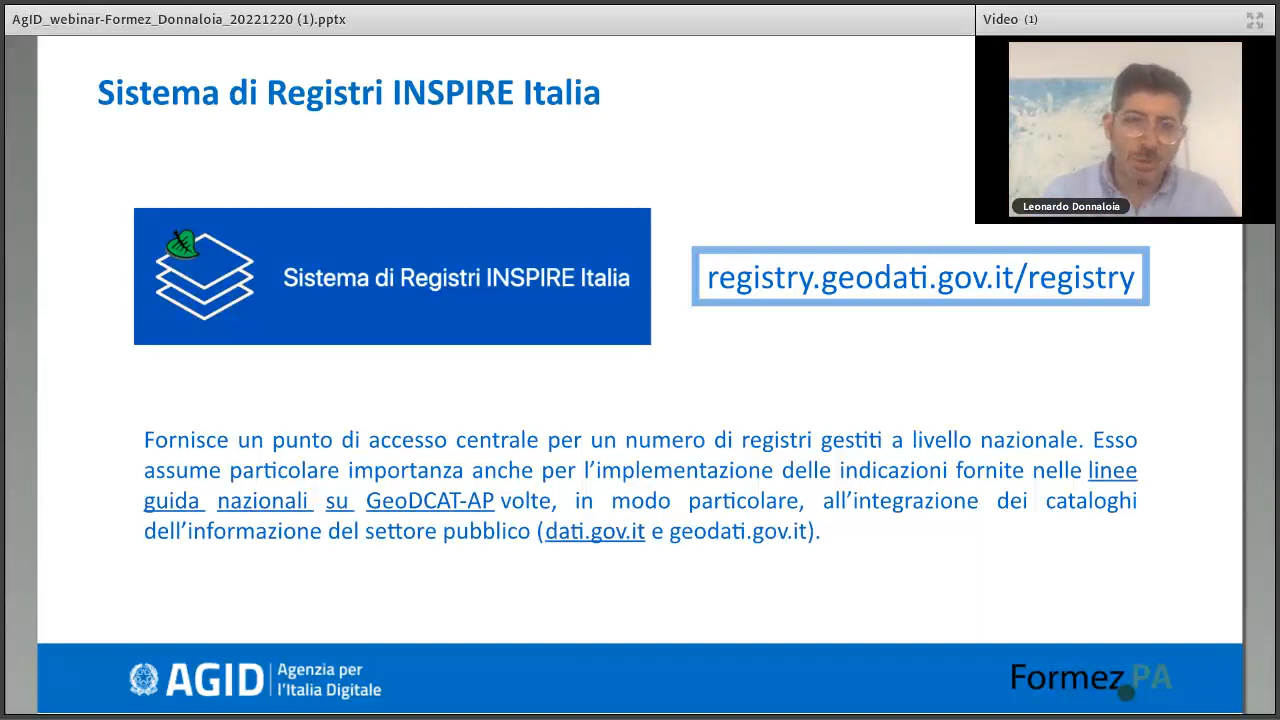 AgID_webinar-Formez_Donnaloia_20221220 (1).pptx
Video (1)
Sistema di Registri INSPIRE Italia
Leonardo Donnaloia
Sistema di Registri INSPIRE Italia
registry.geodati.gov.it/registry
Fornisce un punto di accesso centrale per un numero di registri gestiti a livello nazionale. Esso
assume particolare importanza anche per l’implementazione delle indicazioni fornite nelle linee
guida nazionali su GeoDCAT-AP volte, in modo particolare, all’integrazione dei cataloghi
dell’informazione del settore pubblico (dati.gov.it e geodati.gov.it).
AGID
Agenzia per
l’Italia Digitale
Formez PA